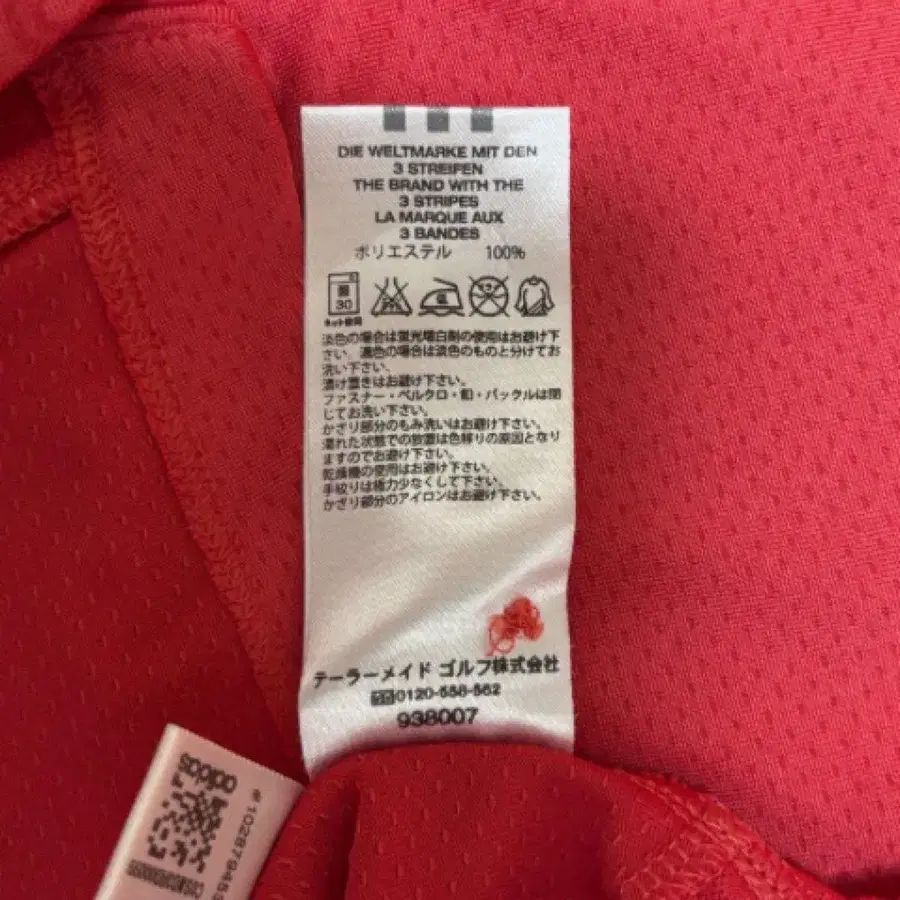 DIE WELTMARKE MIT DEN
3 STREIFEN
THE BRAND WITH THE
3 STRIPES
LA MARQUE AUX
3 BANDES
ポリエステル 100%
30
ネット使用
淡色の場合は蛍光増白剤の使用はお避け下
さい。濃色の場合は淡色のものと分けてお
洗い下さい。
漬け置きはお避け下さい。
ファスナー・ベルクロ・釦・バックルは閉
じてお洗い下さい。
かざり部分のもみ洗いはお避け下さい。
濡れた状態での放置は色移りの原因となり
ますのでお避け下さい。
乾燥機の使用はお避け下さい。
手絞りは極力少なくして下さい。
かざり部分のアイロンはお避け下さい。
テーラーメイド ゴルフ株式会社
0120-558-562
938007
adidas